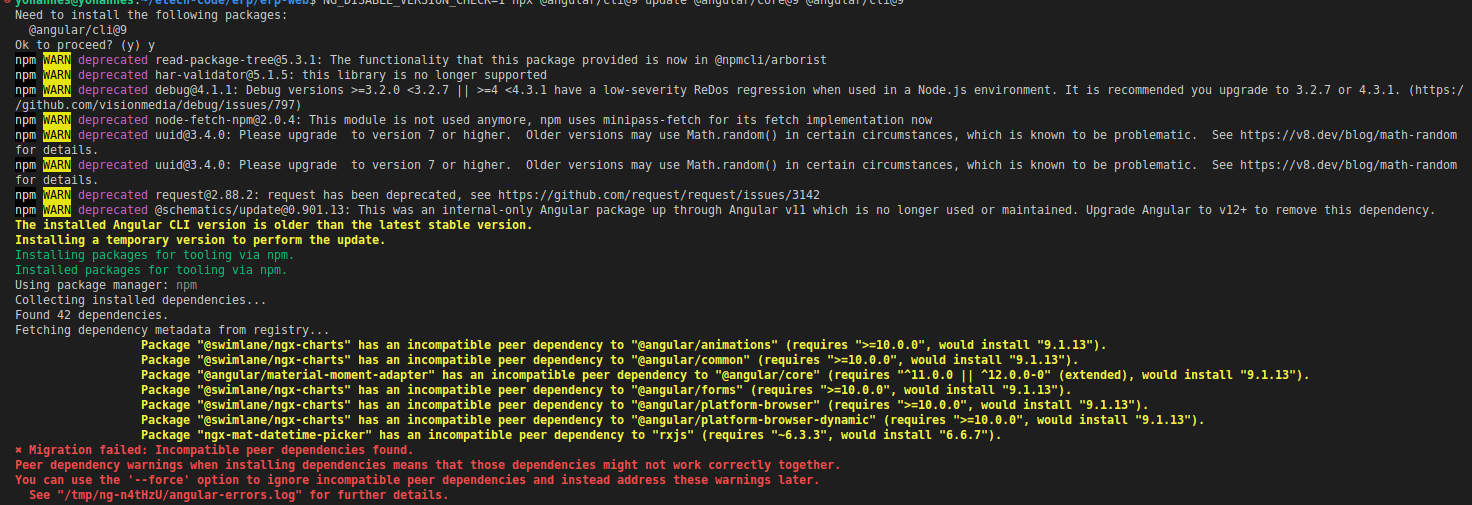 yohannes@yohannes:~/etech-code/erp/erp-web$ NG_DISABLE_VERSION_CHECK=1 npx @angular/cli@9 update @angular/core@9 @angular/cli@9
Need to install the following packages:
  @angular/cli@9
Ok to proceed? (y) y
npm WARN deprecated read-package-tree@5.3.1: The functionality that this package provided is now in @npmcli/arborist
npm WARN deprecated har-validator@5.1.5: this library is no longer supported
npm WARN deprecated debug@4.1.1: Debug versions >=3.2.0 <3.2.7 || >=4 <4.3.1 have a low-severity ReDos regression when used in a Node.js environment. It is recommended you upgrade to 3.2.7 or 4.3.1. (https:/
/github.com/visionmedia/debug/issues/797)
npm WARN deprecated node-fetch-npm@2.0.4: This module is not used anymore, npm uses minipass-fetch for its fetch implementation now
npm WARN deprecated uuid@3.4.0: Please upgrade  to version 7 or higher.  Older versions may use Math.random() in certain circumstances, which is known to be problematic.  See https://v8.dev/blog/math-random
for details.
npm WARN deprecated uuid@3.4.0: Please upgrade  to version 7 or higher.  Older versions may use Math.random() in certain circumstances, which is known to be problematic.  See https://v8.dev/blog/math-random
for details.
npm WARN deprecated request@2.88.2: request has been deprecated, see https://github.com/request/request/issues/3142
npm WARN deprecated @schematics/update@0.901.13: This was an internal-only Angular package up through Angular v11 which is no longer used or maintained. Upgrade Angular to v12+ to remove this dependency.
The installed Angular CLI version is older than the latest stable version.
Installing a temporary version to perform the update.
Installing packages for tooling via npm.
Installed packages for tooling via npm.
Using package manager: npm
Collecting installed dependencies...
Found 42 dependencies.
Fetching dependency metadata from registry...
                  Package "@swimlane/ngx-charts" has an incompatible peer dependency to "@angular/animations" (requires ">=10.0.0", would install "9.1.13").
                  Package "@swimlane/ngx-charts" has an incompatible peer dependency to "@angular/common" (requires ">=10.0.0", would install "9.1.13").
                  Package "@angular/material-moment-adapter" has an incompatible peer dependency to "@angular/core" (requires "^11.0.0 || ^12.0.0-0" (extended), would install "9.1.13").
                  Package "@swimlane/ngx-charts" has an incompatible peer dependency to "@angular/forms" (requires ">=10.0.0", would install "9.1.13").
                  Package "@swimlane/ngx-charts" has an incompatible peer dependency to "@angular/platform-browser" (requires ">=10.0.0", would install "9.1.13").
                  Package "@swimlane/ngx-charts" has an incompatible peer dependency to "@angular/platform-browser-dynamic" (requires ">=10.0.0", would install "9.1.13").
                  Package "ngx-mat-datetime-picker" has an incompatible peer dependency to "rxjs" (requires "~6.3.3", would install "6.6.7").
✖ Migration failed: Incompatible peer dependencies found.
Peer dependency warnings when installing dependencies means that those dependencies might not work correctly together.
You can use the '--force' option to ignore incompatible peer dependencies and instead address these warnings later.
  See "/tmp/ng-n4tHzU/angular-errors.log" for further details.